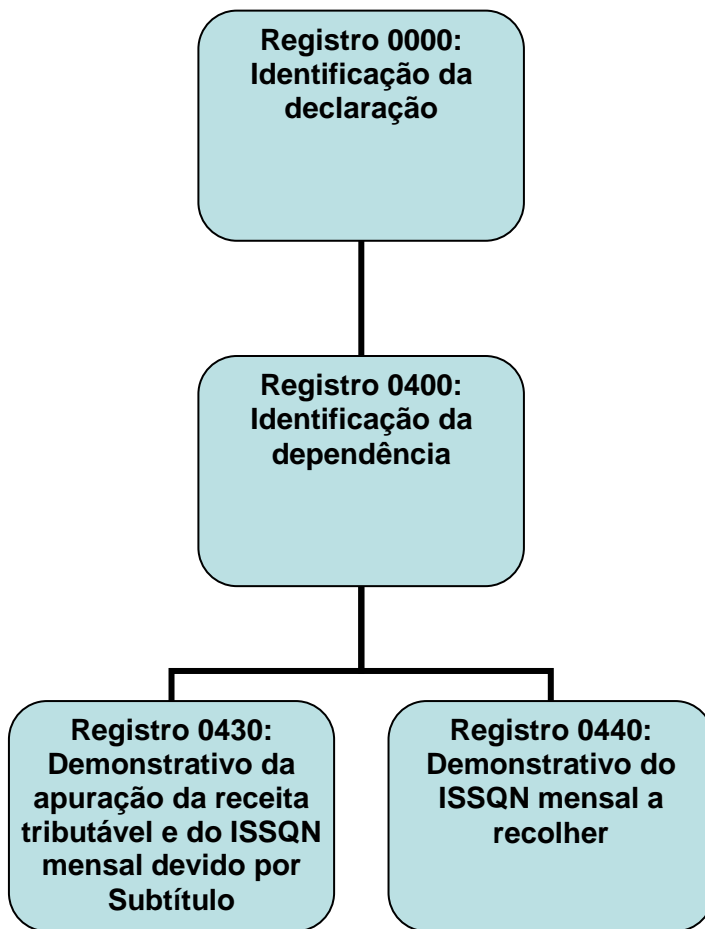 Registro 0000:
Identificação da
declaração
Registro 0400:
Identificação da
dependência
Registro 0430:
Demonstrativo da
apuração da receita
tributável e do ISSQN
mensal devido por
Subtítulo
Registro 0440:
Demonstrativo do
ISSQN mensal a
recolher